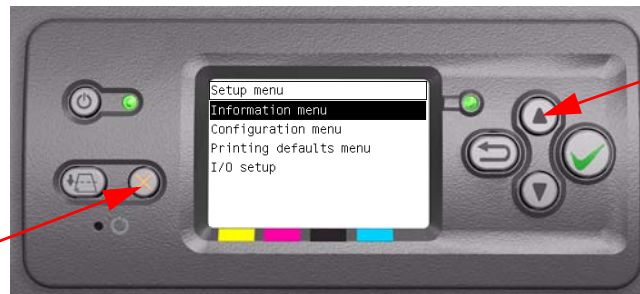 Setup menu
Information menu
Configuration menu
Printing defaults menu
I/O setup